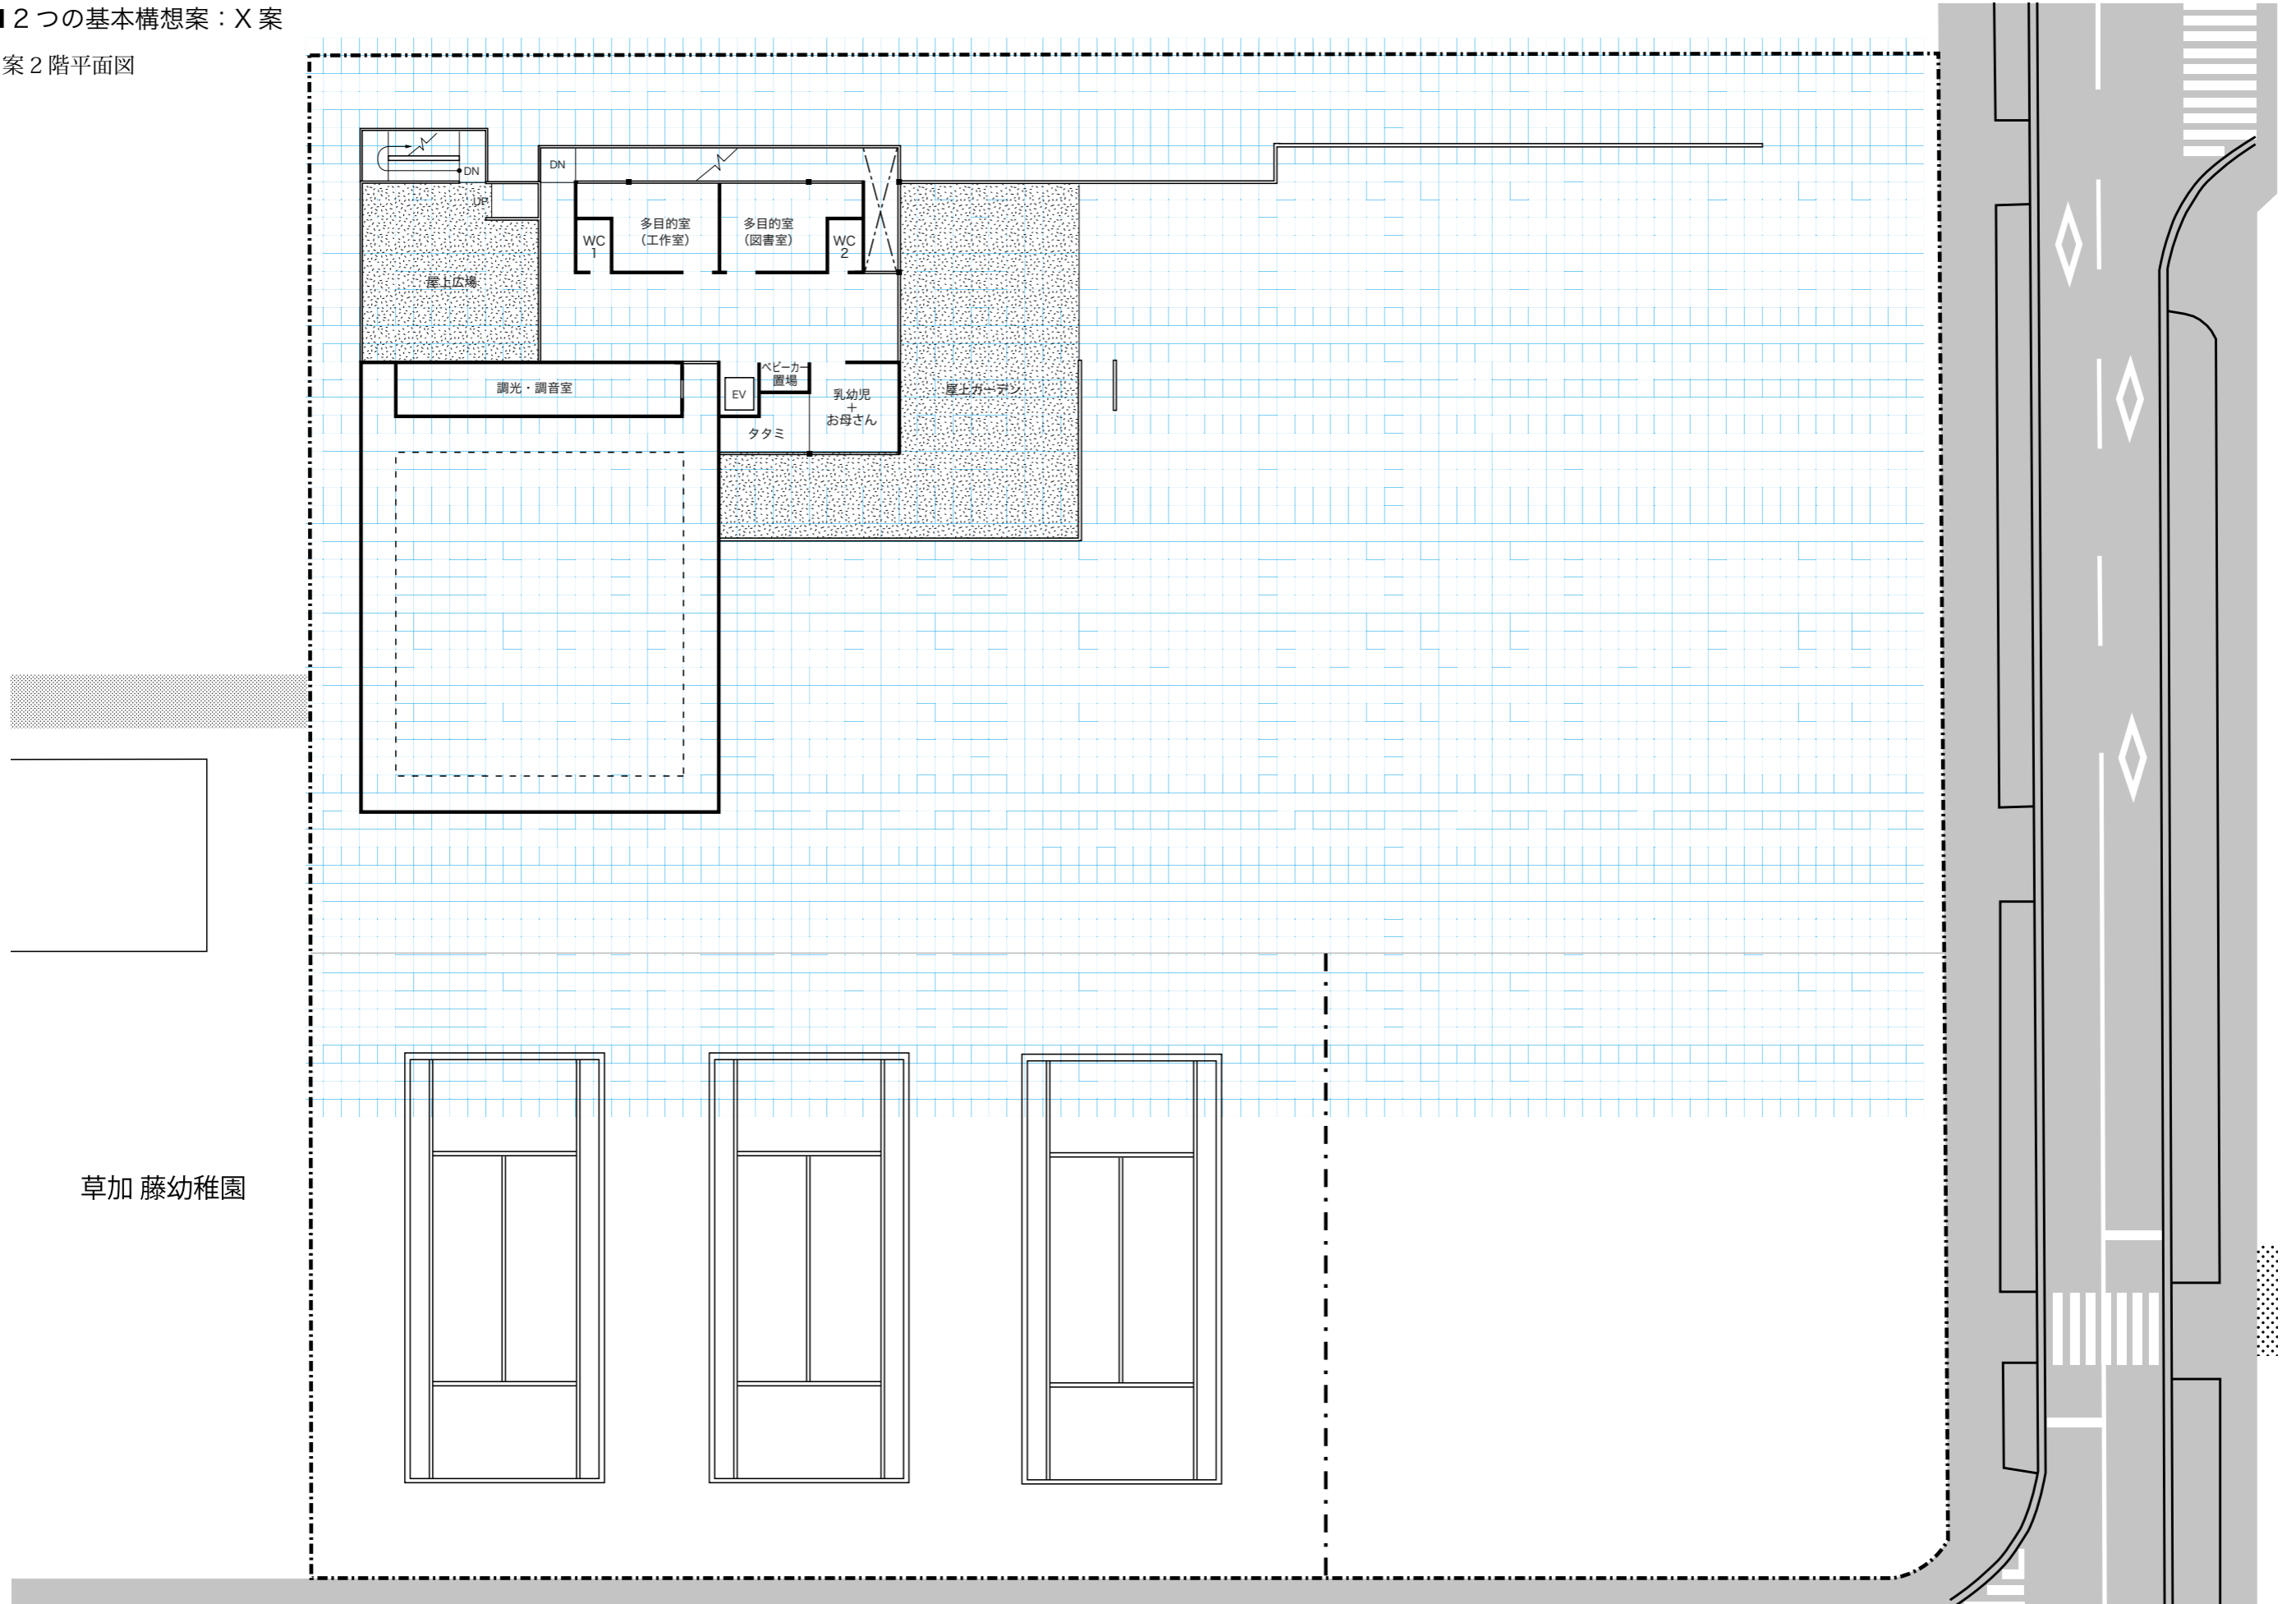 ２つの基本構想案：X 案
案２階平面図
DN
DN
UP
多目的室
（工作室）
多目的室
（図書室）
WC
1
WC
2
屋上広場
調光・調音室
EV
ベビーカー
置場
乳幼児
＋
お母さん
タタミ
屋上ガーデン
草加 藤幼稚園